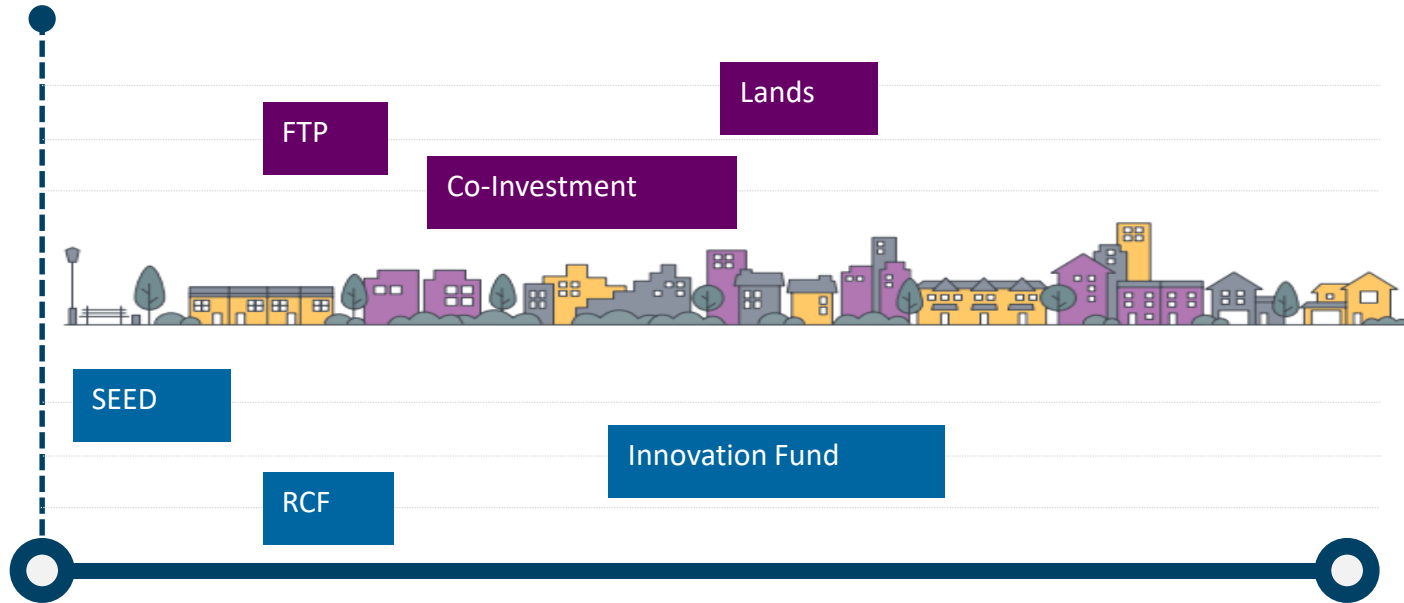 Lands
FTP
Co-Investment
SEED
Innovation Fund
RCF